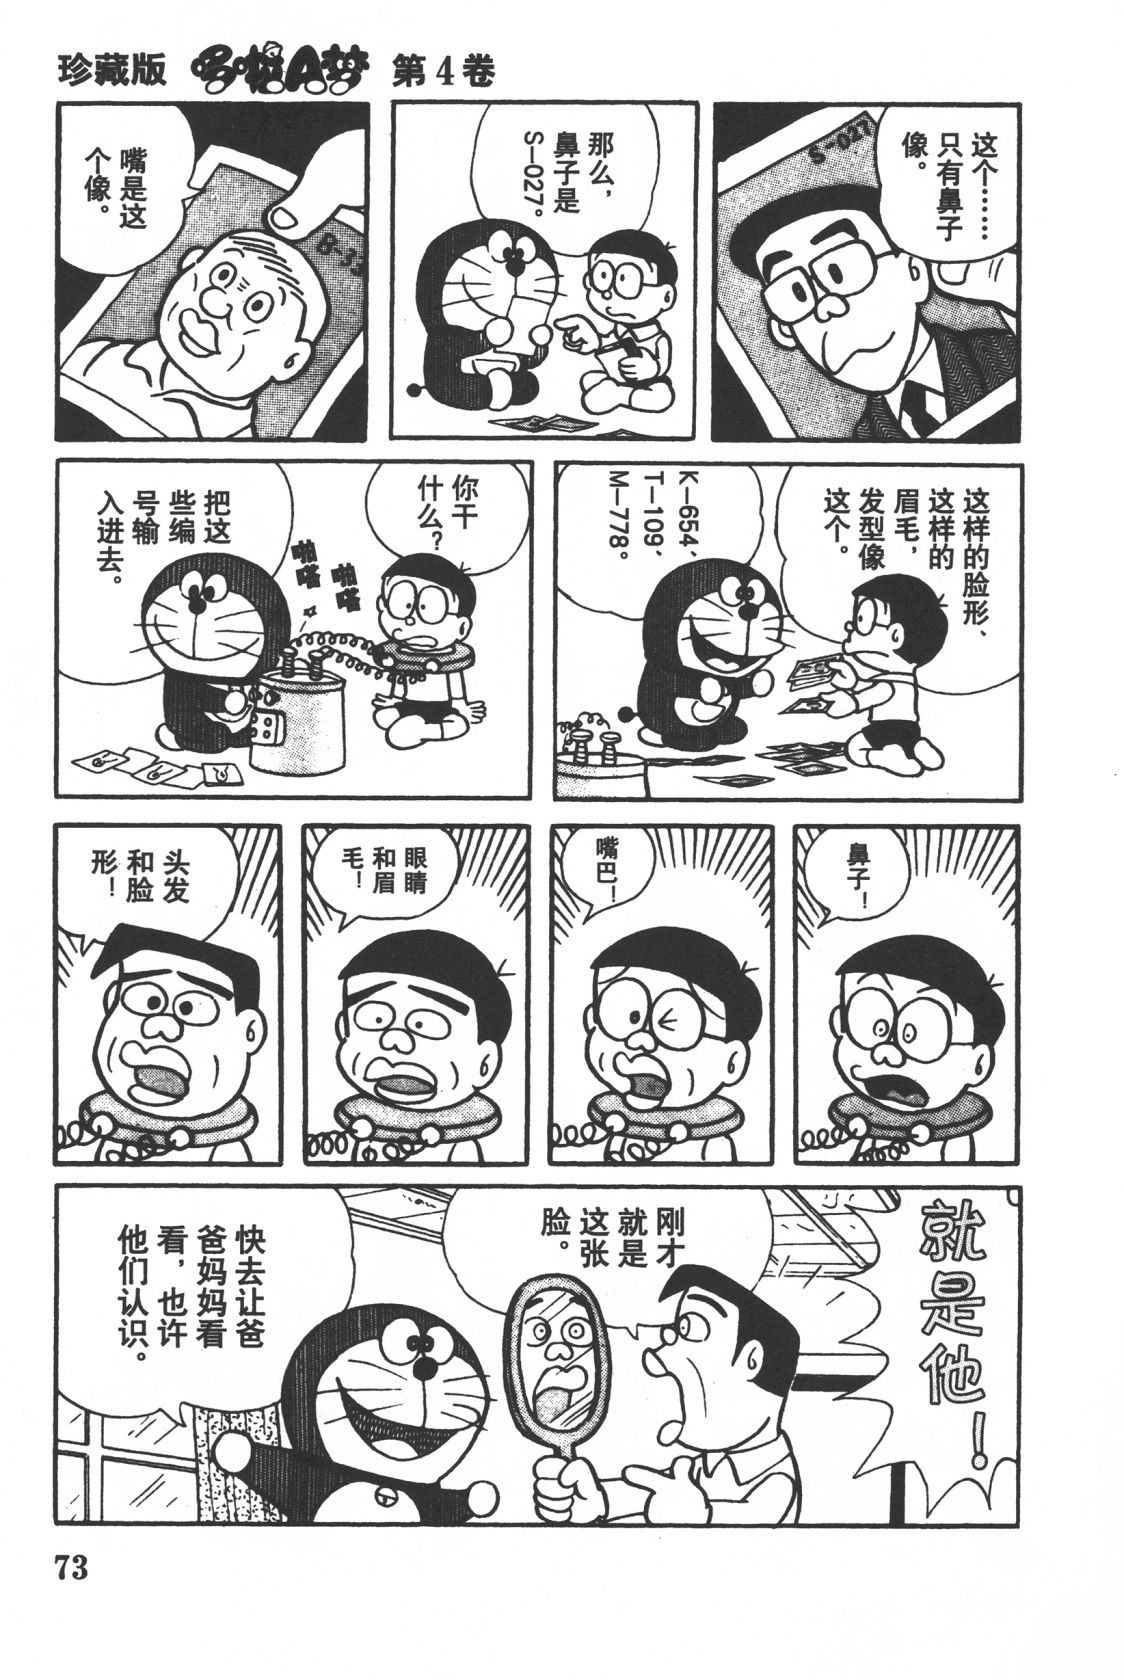 珍藏版 哆啦A梦 第4卷
这个……
只有鼻子
像。
S-027
那么，
鼻子是
S—027。
嘴是这
个像。
这样的脸形、
这样的
眉毛，
发型像
这个。
K—654、
T—109、
M—778。
你干
什么？
啪嗒
啪嗒
把这
些编
号输
入进去。
鼻子！
嘴巴！
眼睛
和眉
毛！
头发
和脸
形！
就是他！
刚才
就是
这张
脸。
快去让爸
爸妈妈看
看，也许
他们认识。
73